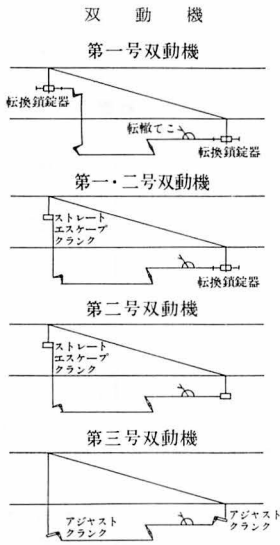 双動機
第一号双動機
転換鎖錠器
転轍てこ
転換鎖錠器
第一・二号双動機
ストレート
エスケープ
クランク
転換鎖錠器
第二号双動機
ストレート
エスケープ
クランク
第三号双動機
アジャスト
クランク
アジャスト
クランク